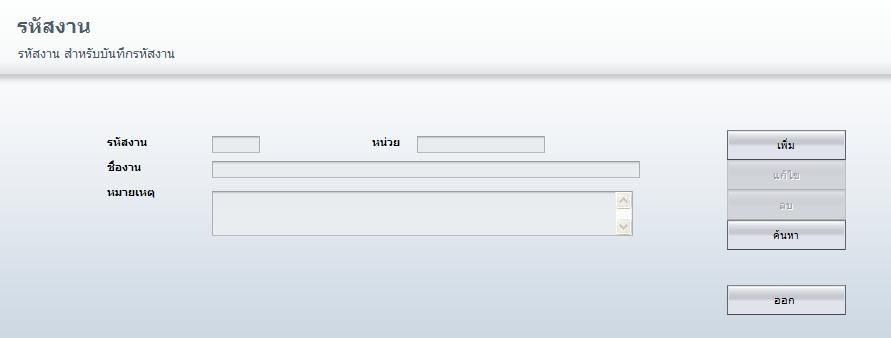 รหัสงาน
รหัสงาน สำหรับบันทึกรหัสงาน
รหัสงาน หน่วย เพิ่ม
ชื่องาน แก้ไข
หมายเหตุ ลบ
ค้นหา
ออก